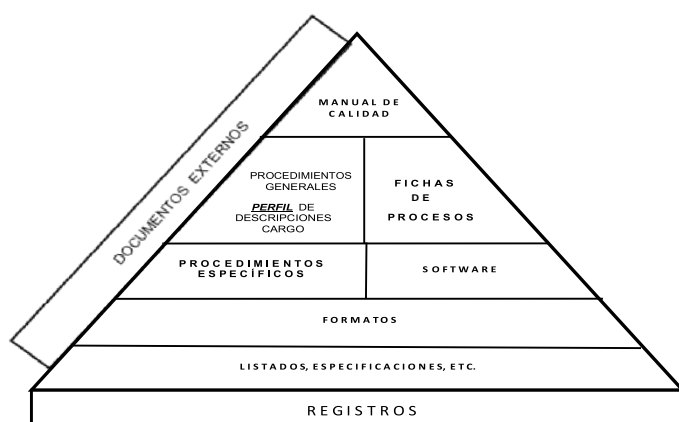 MANUAL DE
CALIDAD
DOCUMENTOS EXTERNOS
PROCEDIMIENTOS
GENERALES
PERFIL DE
DESCRIPCIONES
CARGO
FICHAS
DE
PROCESOS
PROCEDIMIENTOS
ESPECÍFICOS
SOFTWARE
FORMATOS
LISTADOS, ESPECIFICACIONES, ETC.
REGISTROS